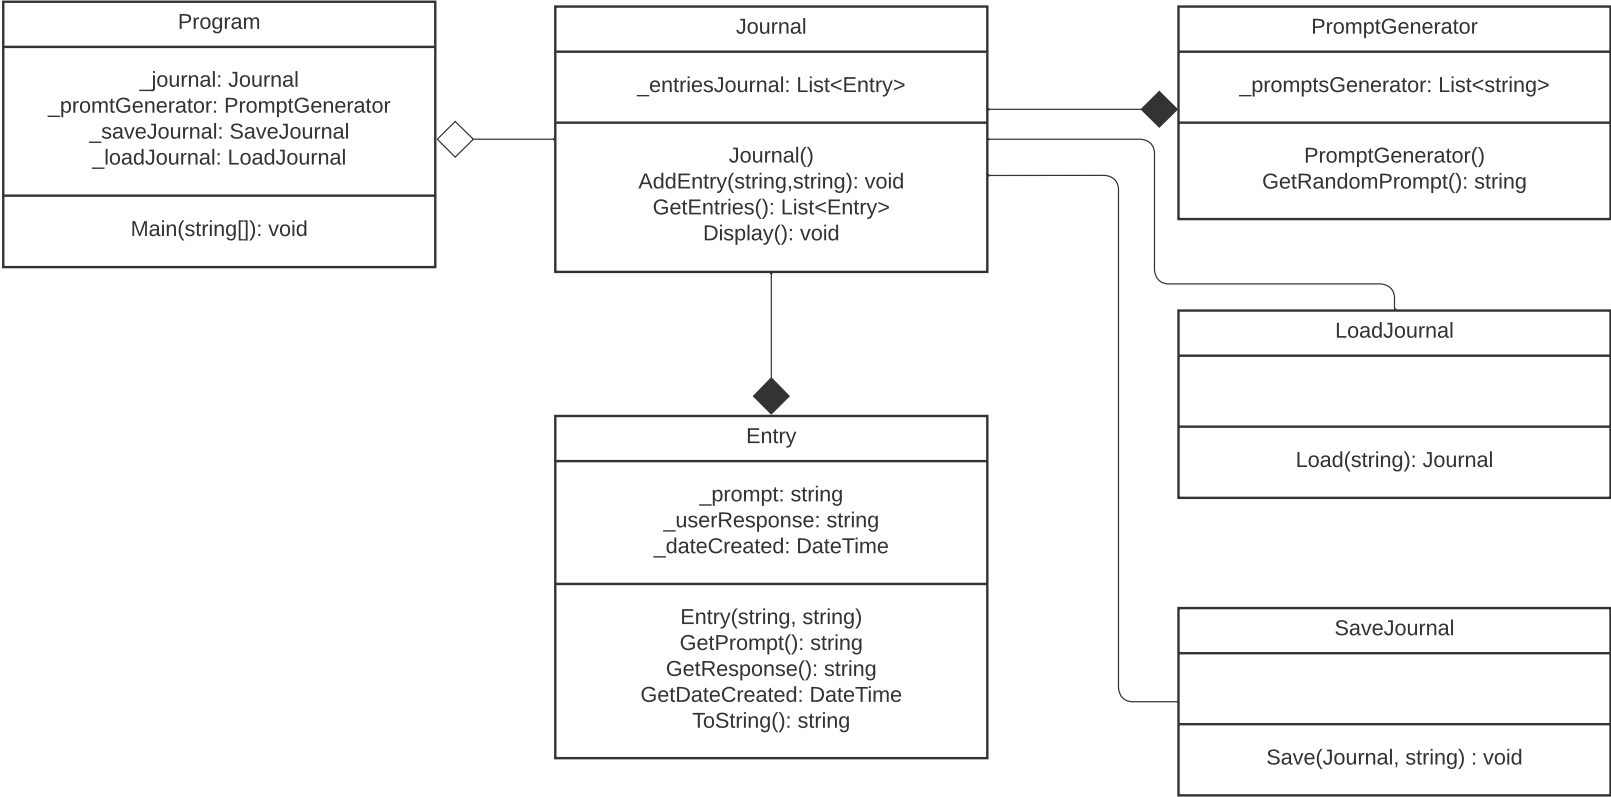 Program
_journal: Journal
_promtGenerator: PromptGenerator
_saveJournal: SaveJournal
_loadJournal: LoadJournal
Main(string[]): void
Journal
_entriesJournal: List<Entry>
Journal()
AddEntry(string,string): void
GetEntries(): List<Entry>
Display(): void
PromptGenerator
_promptsGenerator: List<string>
PromptGenerator()
GetRandomPrompt(): string
LoadJournal
Load(string): Journal
Entry
_prompt: string
_userResponse: string
_dateCreated: DateTime
Entry(string, string)
GetPrompt(): string
GetResponse(): string
GetDateCreated: DateTime
ToString(): string
SaveJournal
Save(Journal, string) : void